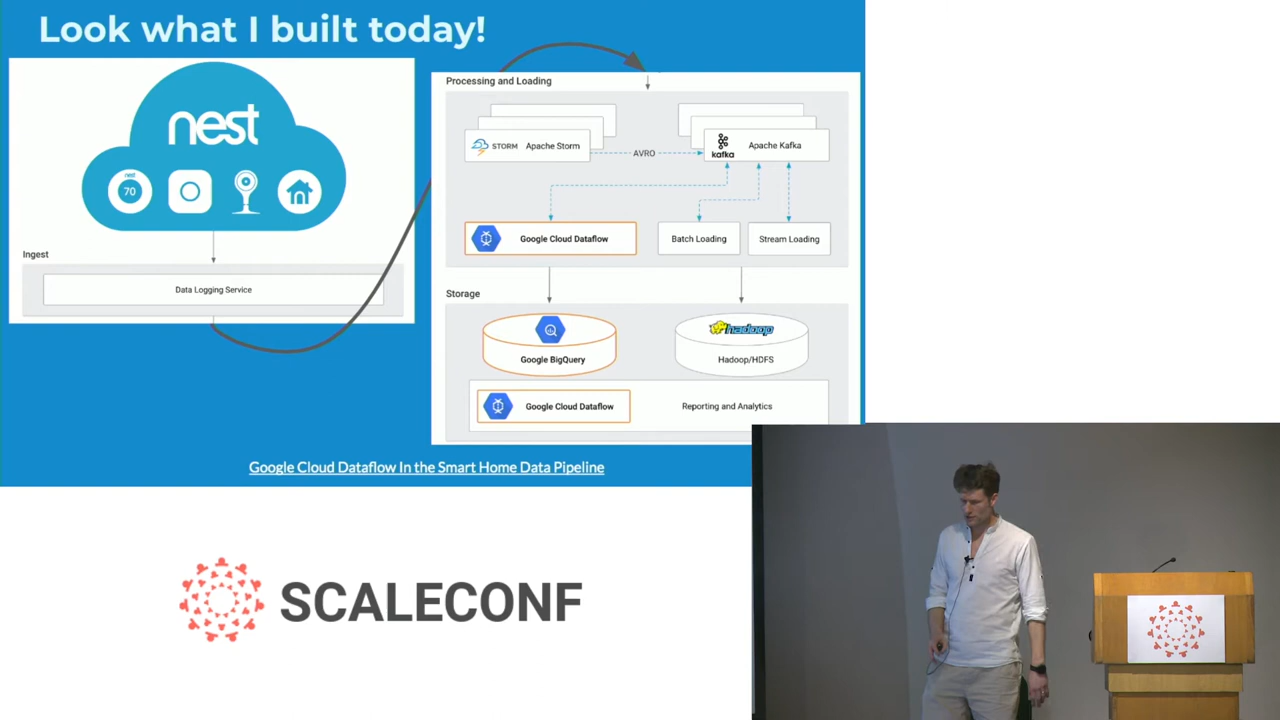 Look what I built today!
nest
nest
70
Ingest
Data Logging Service
Processing and Loading
STORM Apache Storm
AVRO
kafka Apache Kafka
Google Cloud Dataflow
Batch Loading
Stream Loading
Storage
Google BigQuery
hadoop
Hadoop/HDFS
Google Cloud Dataflow
Reporting and Analytics
Google Cloud Dataflow In the Smart Home Data Pipeline
SCALECONF